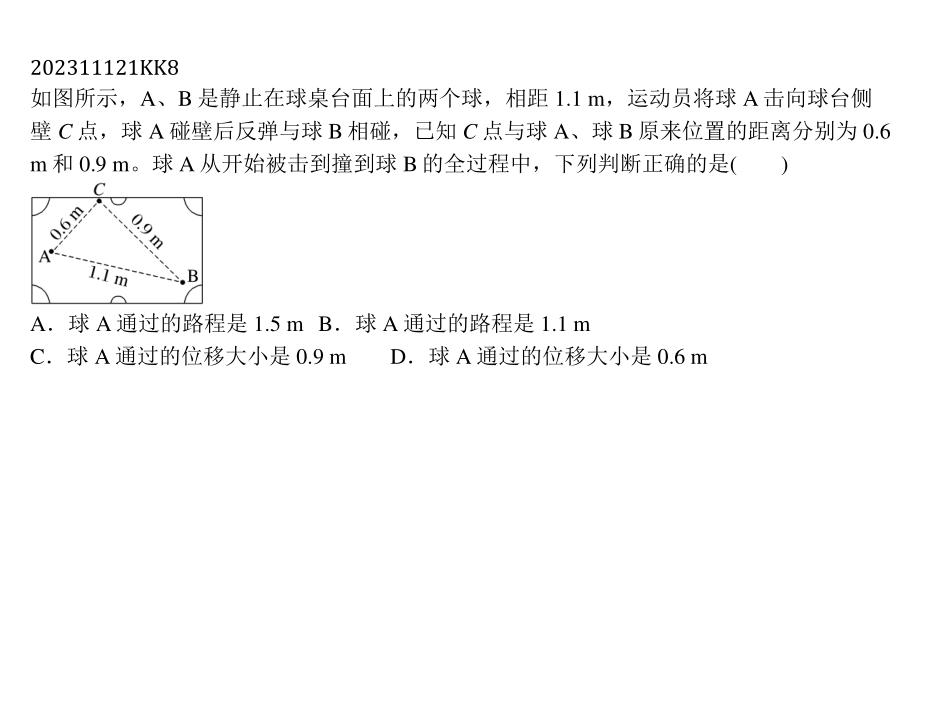 202311121KK8
如图所示，A、B 是静止在球桌台面上的两个球，相距 1.1 m，运动员将球 A 击向球台侧
壁 C 点，球 A 碰壁后反弹与球 B 相碰，已知 C 点与球 A、球 B 原来位置的距离分别为 0.6
m 和 0.9 m。球 A 从开始被击到撞到球 B 的全过程中，下列判断正确的是(　　)
C
0.6 m
0.9 m
A
1.1 m
B
A．球 A 通过的路程是 1.5 m B．球 A 通过的路程是 1.1 m
C．球 A 通过的位移大小是 0.9 m　　D．球 A 通过的位移大小是 0.6 m